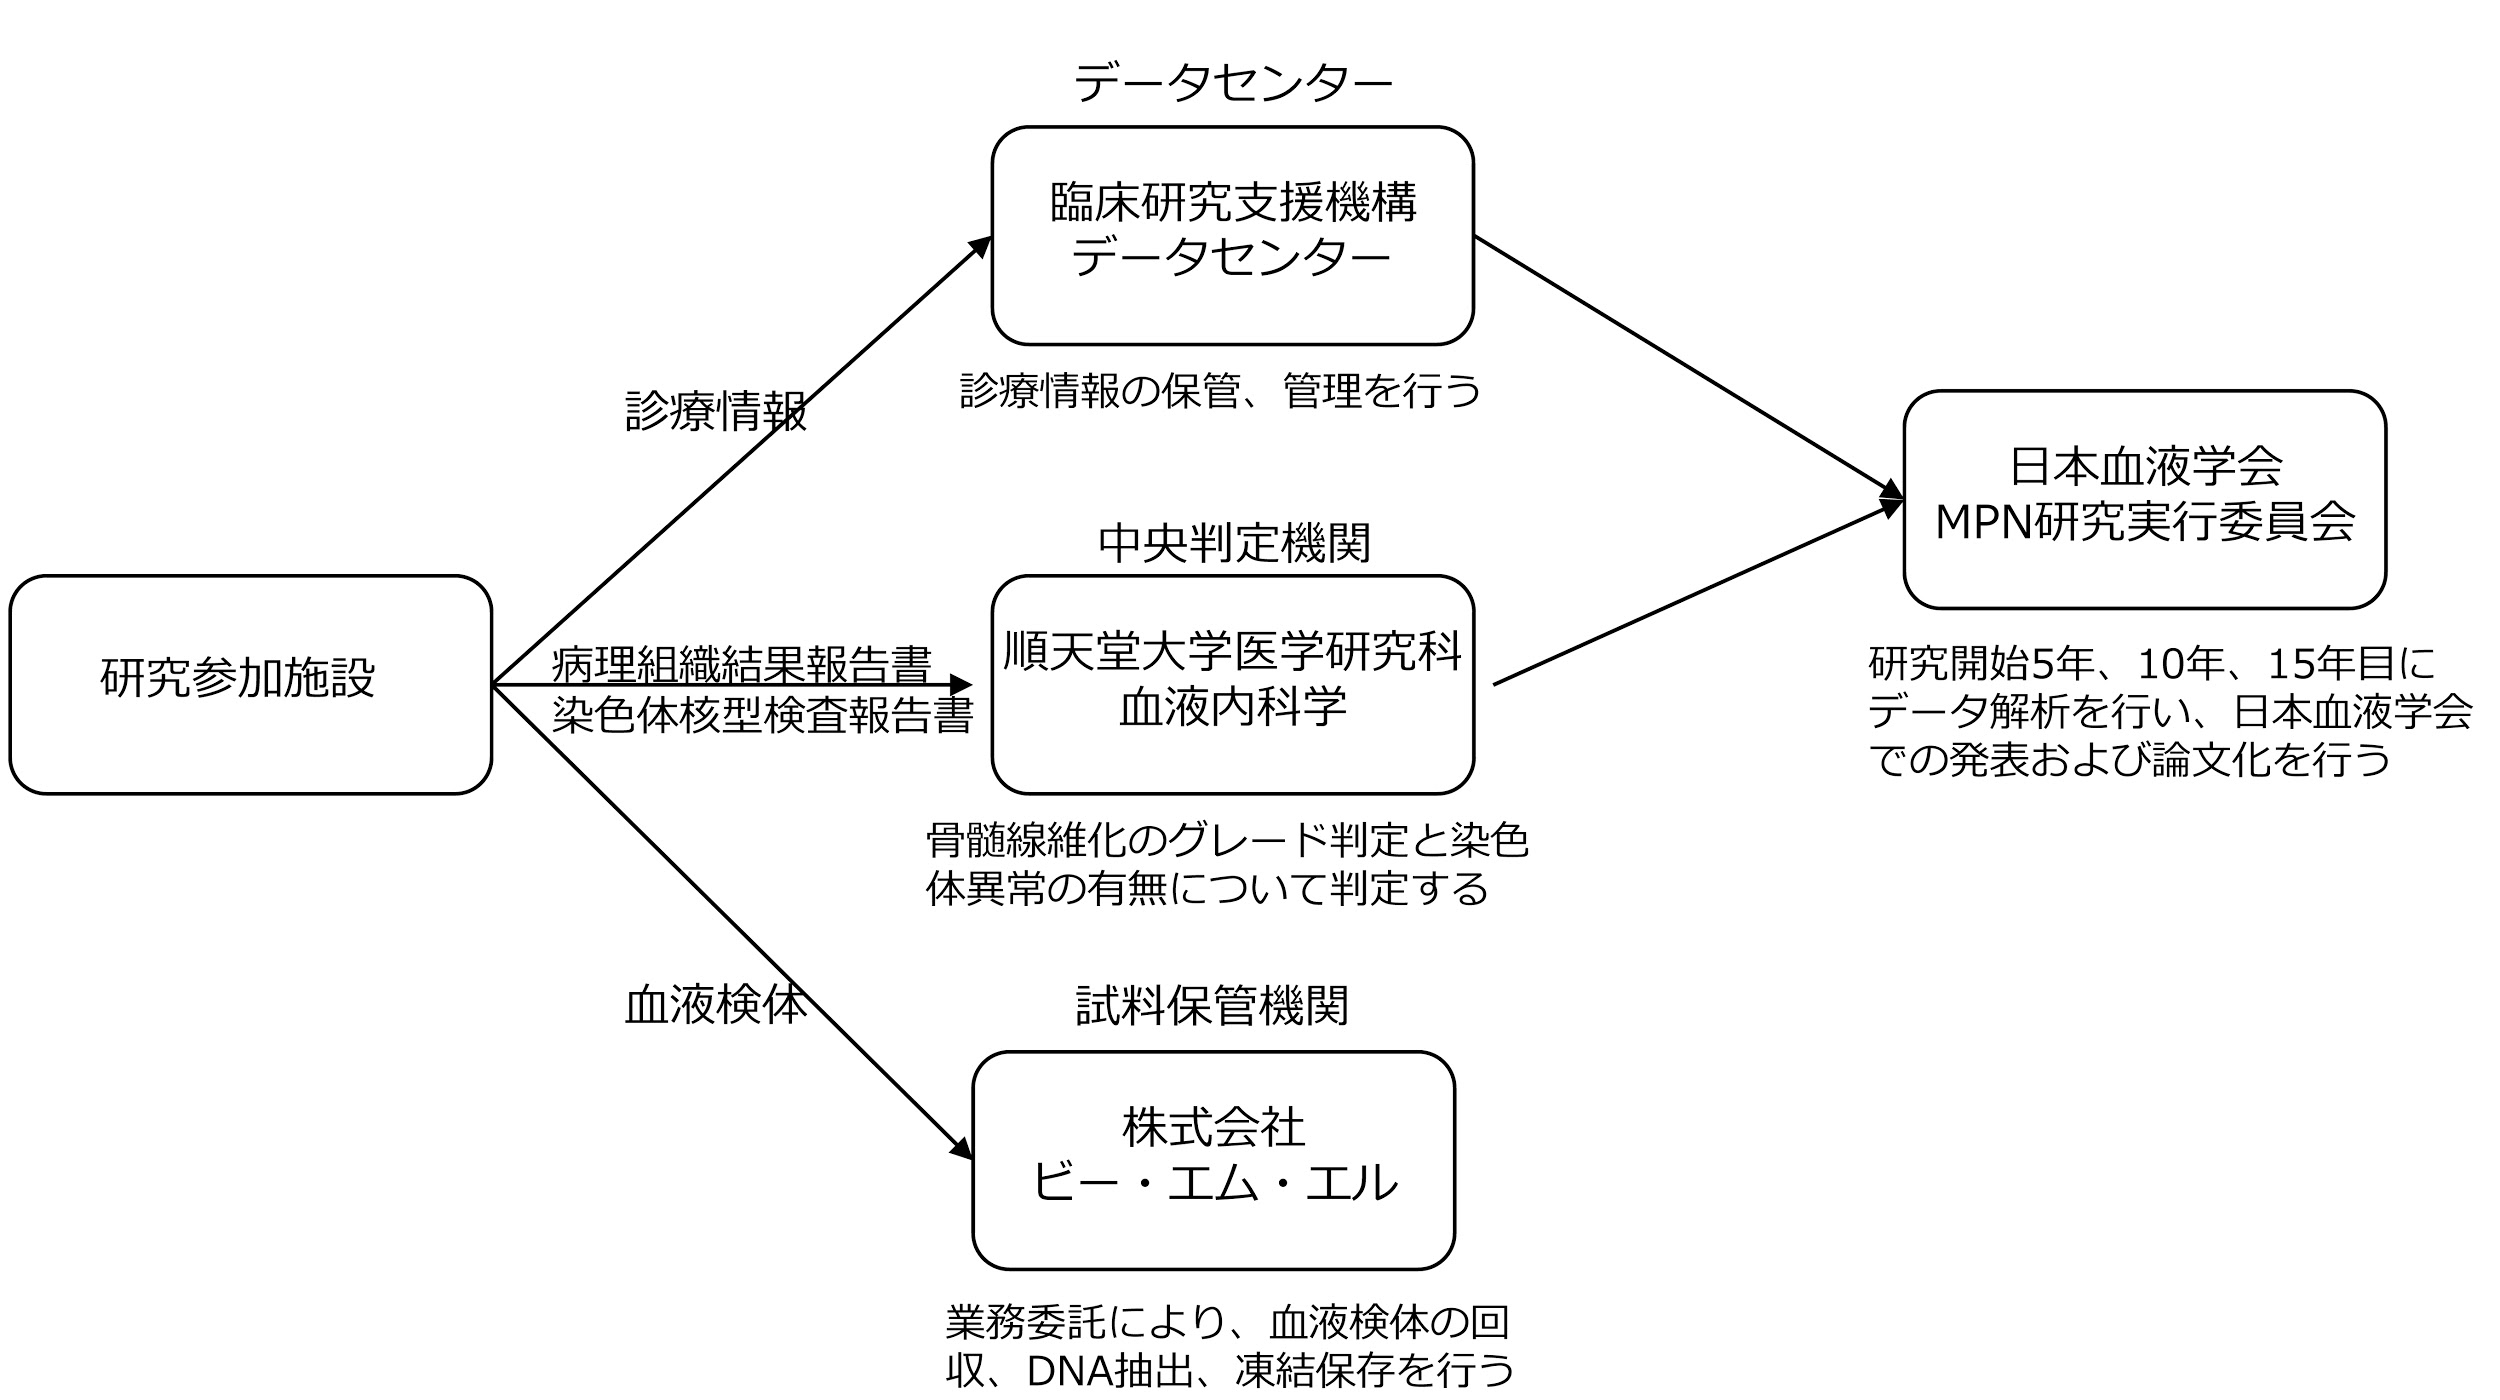 データセンター
臨床研究支援機構
データセンター
診療情報の保管、管理を行う
診療情報
日本血液学会
MPN研究実行委員会
研究開始5年、10年、15年目に
データ解析を行い、日本血液学会
での発表および論文化を行う
研究参加施設
病理組織標本報告書
染色体核型検査報告書
中央判定機関
順天堂大学医学研究科
血液内科学
骨髄線維化のグレード判定と染色
体異常の有無について判定する
血液検体
試料保管機関
株式会社
ビー・エム・エル
業務委託により、血液検体の回
収、DNA抽出、凍結保存を行う